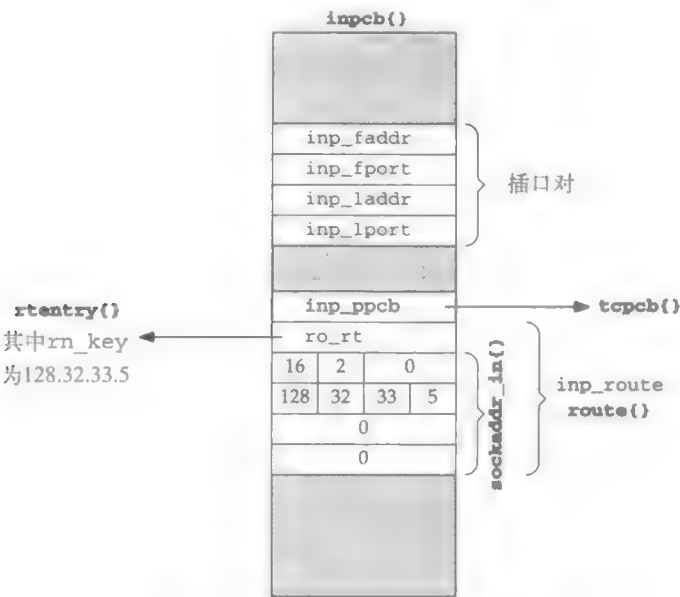 inpcb{}
inp_faddr
inp_fport
inp_laddr
inp_lport
插口对
inp_ppcb
tcpcb{}
rtentry{}
其中rn_key
为128.32.33.5
ro_rt
16 2 0
128 32 33 5
0
0
sockaddr_in{}
inp_route
route{}